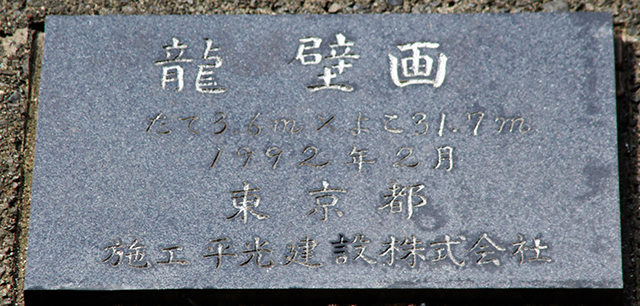 龍 壁画
たて3.6m×よこ31.7m
1992年2月
東京都
施工平光建設株式会社